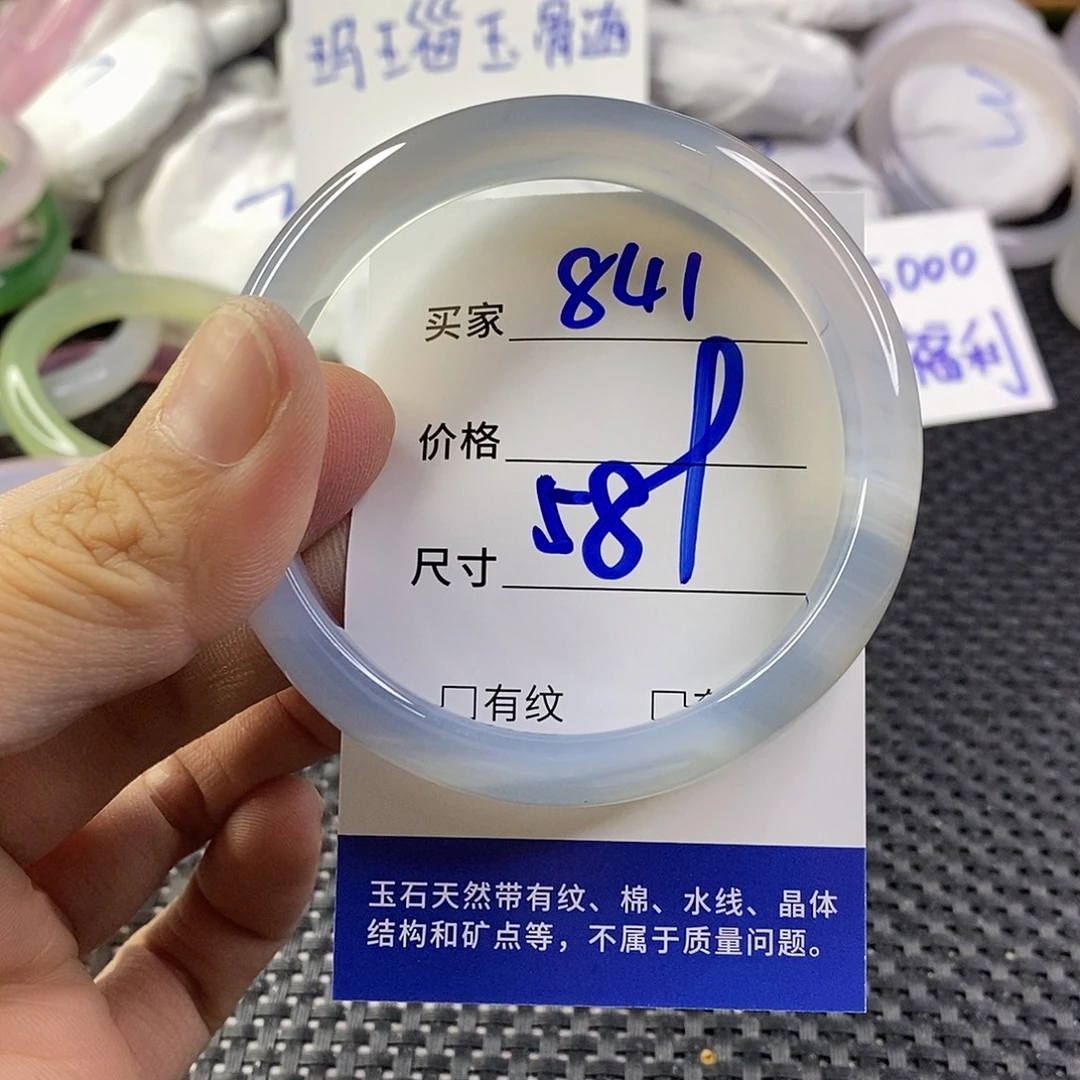 玛瑙玉骨髓
5000
福利
买家 841
价格
尺寸 58
□有纹 □
玉石天然带有纹、棉、水线、晶体
结构和矿点等，不属于质量问题。